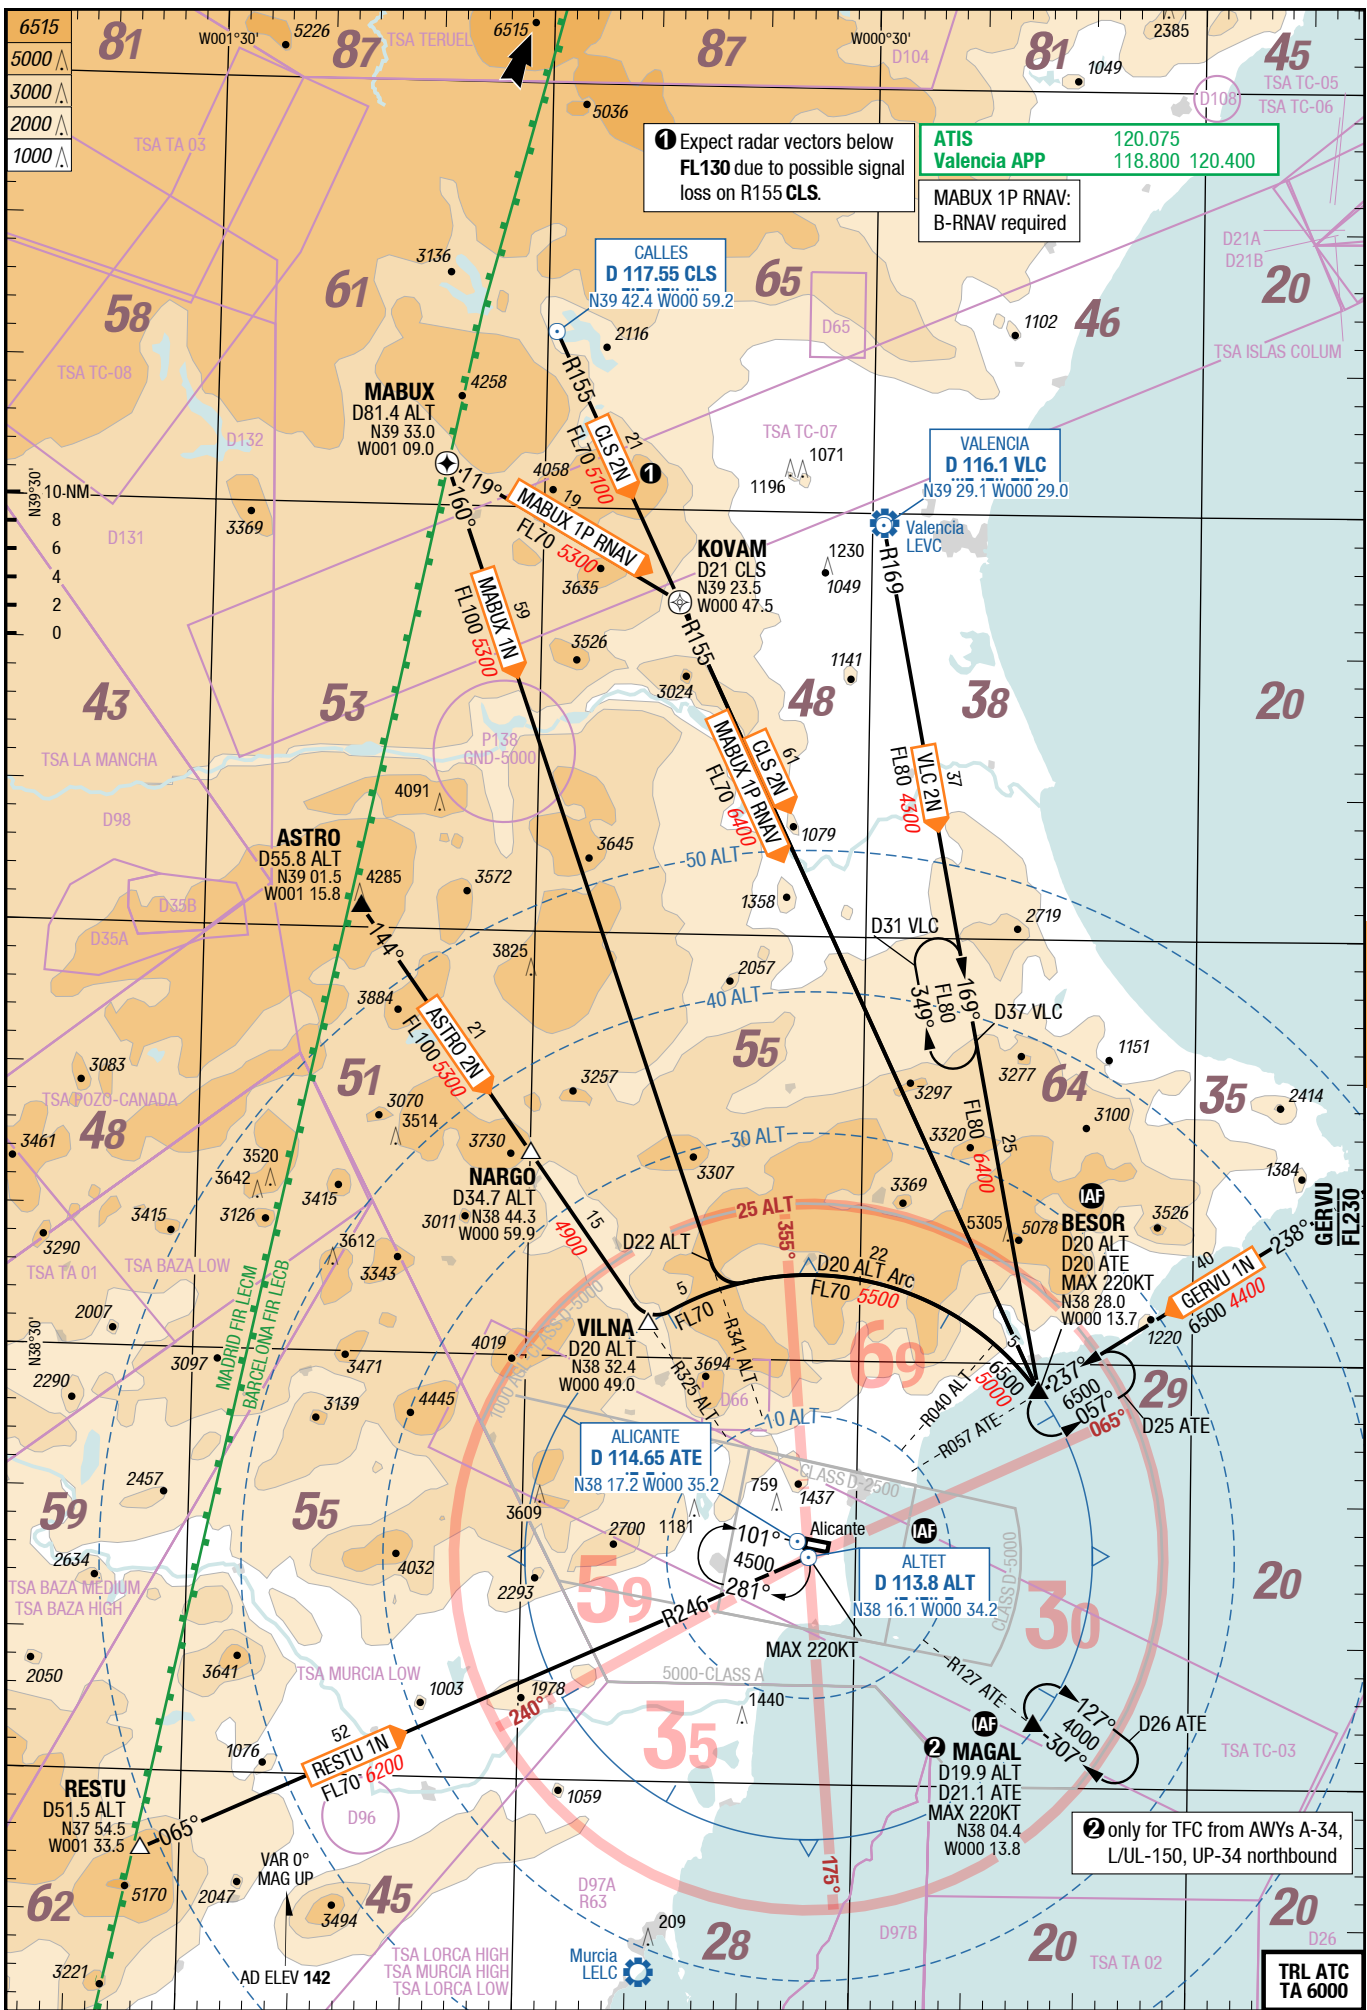 6515
5000
3000
2000
1000
81
W001°30'
5226
87
TSA TERUEL
6515
5036
87
W000°30'
D104
81
1049
2385
45
TSA TC-05
TSA TC-06
D108
TSA TA 03
❶ Expect radar vectors below
FL130 due to possible signal
loss on R155 CLS.
ATIS 120.075
Valencia APP 118.800 120.400
MABUX 1P RNAV:
B-RNAV required
D21A
D21B
20
3136
61
58
CALLES
D 117.55 CLS
N39 42.4 W000 59.2
65
D65
46
1102
TSA ISLAS COLUM
2116
TSA TC-08
4258
MABUX
D81.4 ALT
N39 33.0
W001 09.0
R155
CLS 2N
21
FL70 5100
❶
D132
TSA TC-07
1071
1196
VALENCIA
D 116.1 VLC
N39 29.1 W000 29.0
Valencia
LEVC
N39°30'
10 NM
8
6
4
2
0
3369
D131
119°
160°
4058
19
MABUX 1P RNAV
FL70 5300
3635
KOVAM
D21 CLS
N39 23.5
W000 47.5
1230
1049
R169
MABUX 1N
59
FL100 5300
3526
R155
3024
1141
48
38
20
43
53
P138
GND-5000
TSA LA MANCHA
CLS 2N
61
MABUX 1P RNAV
FL70 6400
VLC 2N
37
FL80 4300
4091
D98
1079
ASTRO
D55.8 ALT
N39 01.5
W001 15.8
4285
3645
50 ALT
3572
1358
D35B
D35A
144°
3825
D31 VLC
2719
2057
40 ALT
169°
FL80
349°
D37 VLC
3884
ASTRO 2N
21
FL100 5300
55
1151
3277
64
3083
TSA POZO-CANADA
51
48
3257
3297
35
2414
3070
3514
3100
3461
3730
30 ALT
3320
FL80 6400
25
3520
3642
NARGO
D34.7 ALT
N38 44.3
W000 59.9
3307
1384
3415
3369
IAF
BESOR
D20 ALT
D20 ATE
MAX 220KT
N38 28.0
W000 13.7
GERVU
FL230
3415
3126
3011
15
4900
25 ALT
355°
5305
5078
3526
238°
3290
TSA TA 01
TSA BAZA LOW
3612
3343
D22 ALT
22
D20 ALT Arc
FL70 5500
40
GERVU 1N
6500 4400
MADRID FIR LECM
BARCELONA FIR LECB
1000 AGL-CLASS D-5000
5
FL70
2007
N38°30'
VILNA
D20 ALT
N38 32.4
W000 49.0
R341 ALT
69
1220
3097
3471
4019
R325 ALT
3694
D66
5
6500
5000
237°
6500
057°
065°
29
D25 ATE
2290
3139
4445
10 ALT
R040 ALT
R057 ATE
ALICANTE
D 114.65 ATE
N38 17.2 W000 35.2
2457
CLASS D-2500
759
1437
59
55
3609
2700
1181
101°
4500
281°
Alicante
IAF
ALTET
D 113.8 ALT
N38 16.1 W000 34.2
CLASS D-5000
2634
4032
2293
59
20
TSA BAZA MEDIUM
TSA BAZA HIGH
R246
MAX 220KT
30
2050
3641
TSA MURCIA LOW
5000-CLASS A
R127 ATE
1003
1978
240°
1440
35
127°
4000
307°
D26 ATE
TSA TC-03
52
RESTU 1N
FL70 6200
1076
IAF
❷ MAGAL
D19.9 ALT
D21.1 ATE
MAX 220KT
N38 04.4
W000 13.8
RESTU
D51.5 ALT
N37 54.5
W001 33.5
1059
065°
D96
❷ only for TFC from AWYs A-34,
L/UL-150, UP-34 northbound
VAR 0°
MAG UP
175°
5170
2047
62
3494
45
D97A
R63
209
28
D97B
20
20
D26
3221
AD ELEV 142
TSA LORCA HIGH
TSA MURCIA HIGH
TSA LORCA LOW
Murcia
LELC
TSA TA 02
TRL ATC
TA 6000